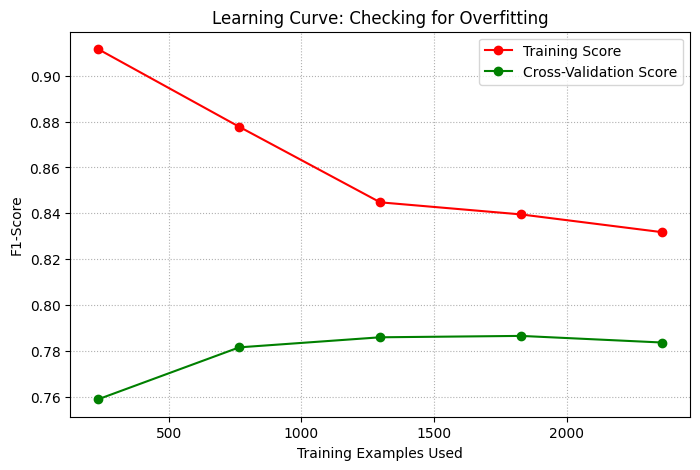 Learning Curve: Checking for Overfitting
Training Score
Cross-Validation Score
F1-Score
0.90
0.88
0.86
0.84
0.82
0.80
0.78
0.76
500
1000
1500
2000
Training Examples Used